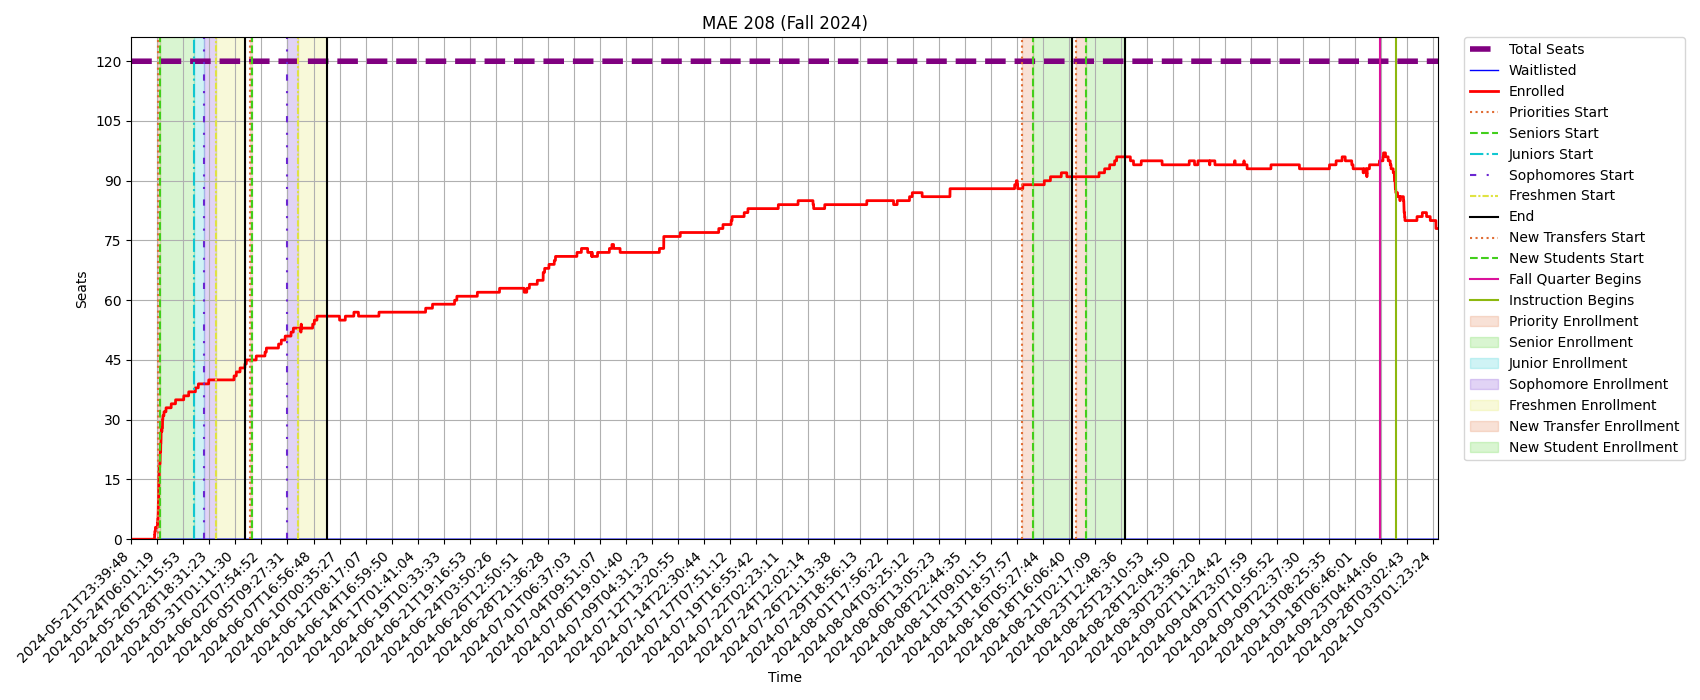 MAE 208 (Fall 2024)
Seats
120
105
90
75
60
45
30
15
0
2024-05-21T23:39:48
2024-05-24T06:01:19
2024-05-26T12:15:53
2024-05-28T18:31:23
2024-05-31T01:11:30
2024-06-02T07:54:52
2024-06-05T09:27:31
2024-06-07T16:56:48
2024-06-10T00:35:27
2024-06-12T08:17:07
2024-06-14T16:59:50
2024-06-17T01:41:04
2024-06-19T10:33:33
2024-06-21T19:16:53
2024-06-24T03:50:26
2024-06-26T12:50:51
2024-06-28T21:36:28
2024-07-01T06:37:03
2024-07-04T09:51:07
2024-07-06T19:01:40
2024-07-09T04:31:23
2024-07-12T13:20:55
2024-07-14T22:30:44
2024-07-17T07:51:12
2024-07-19T16:55:42
2024-07-22T02:23:11
2024-07-24T12:02:14
2024-07-26T21:13:38
2024-07-29T18:56:13
2024-08-01T17:56:22
2024-08-04T03:25:12
2024-08-06T13:05:23
2024-08-08T22:44:35
2024-08-11T09:01:15
2024-08-13T18:57:57
2024-08-16T05:27:44
2024-08-18T16:06:40
2024-08-21T02:17:09
2024-08-23T12:48:36
2024-08-25T23:10:53
2024-08-28T12:04:50
2024-08-30T23:36:20
2024-09-02T11:24:42
2024-09-04T23:07:59
2024-09-07T10:56:52
2024-09-09T22:37:30
2024-09-13T08:25:35
2024-09-18T06:46:01
2024-09-23T04:44:06
2024-09-28T03:02:43
2024-10-03T01:23:24
Time
Total Seats
Waitlisted
Enrolled
Priorities Start
Seniors Start
Juniors Start
Sophomores Start
Freshmen Start
End
New Transfers Start
New Students Start
Fall Quarter Begins
Instruction Begins
Priority Enrollment
Senior Enrollment
Junior Enrollment
Sophomore Enrollment
Freshmen Enrollment
New Transfer Enrollment
New Student Enrollment